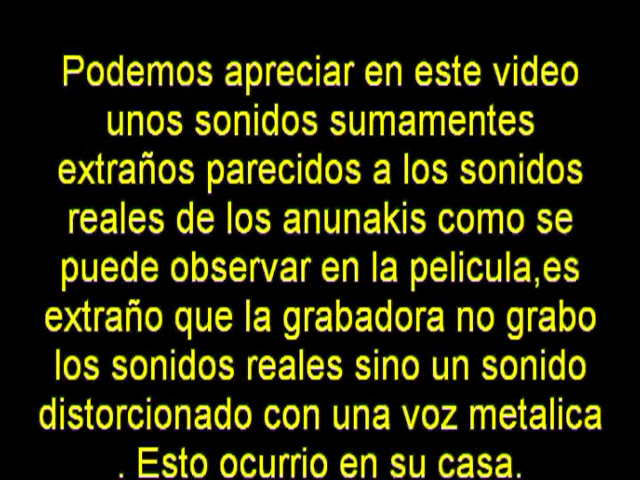 Podemos apreciar en este video
unos sonidos sumamentes
extraños parecidos a los sonidos
reales de los anunakis como se
puede observar en la pelicula,es
extraño que la grabadora no grabo
los sonidos reales sino un sonido
distorcionado con una voz metalica
. Esto ocurrio en su casa.